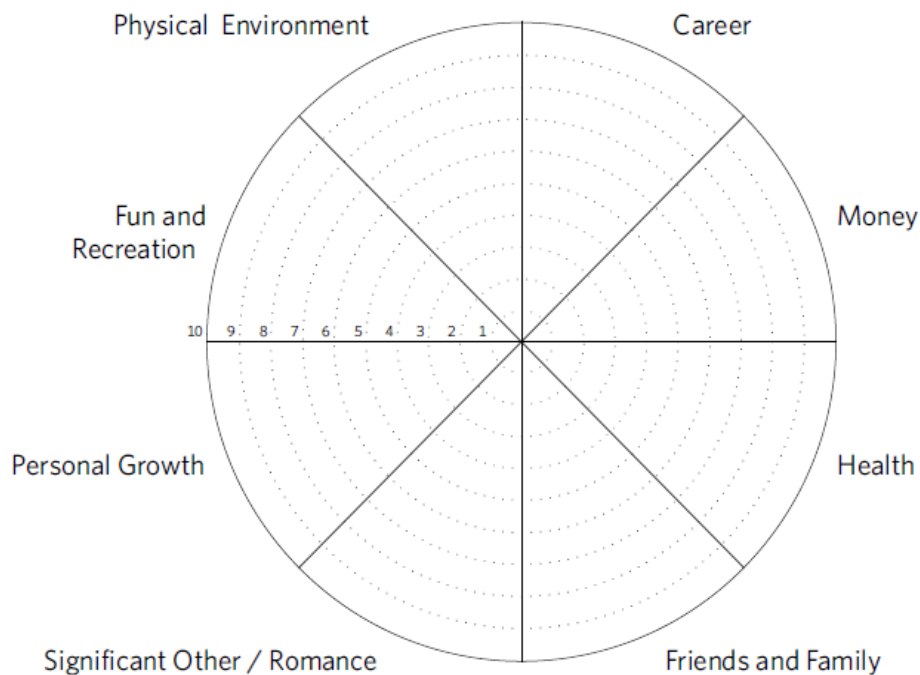 Physical Environment
Career
Fun and
Recreation
Money
10 9 8 7 6 5 4 3 2 1
Personal Growth
Health
Significant Other / Romance
Friends and Family